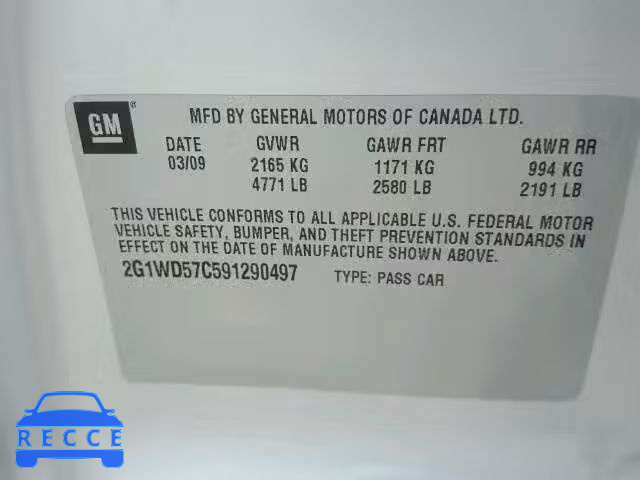 GM ®
MFD BY GENERAL MOTORS OF CANADA LTD.
DATE GVWR GAWR FRT GAWR RR
03/09 2165 KG 1171 KG 994 KG
4771 LB 2580 LB 2191 LB
THIS VEHICLE CONFORMS TO ALL APPLICABLE U.S. FEDERAL MOTOR
VEHICLE SAFETY, BUMPER, AND THEFT PREVENTION STANDARDS IN
EFFECT ON THE DATE OF MANUFACTURE SHOWN ABOVE.
2G1WD57C591290497 TYPE: PASS CAR
RECCE